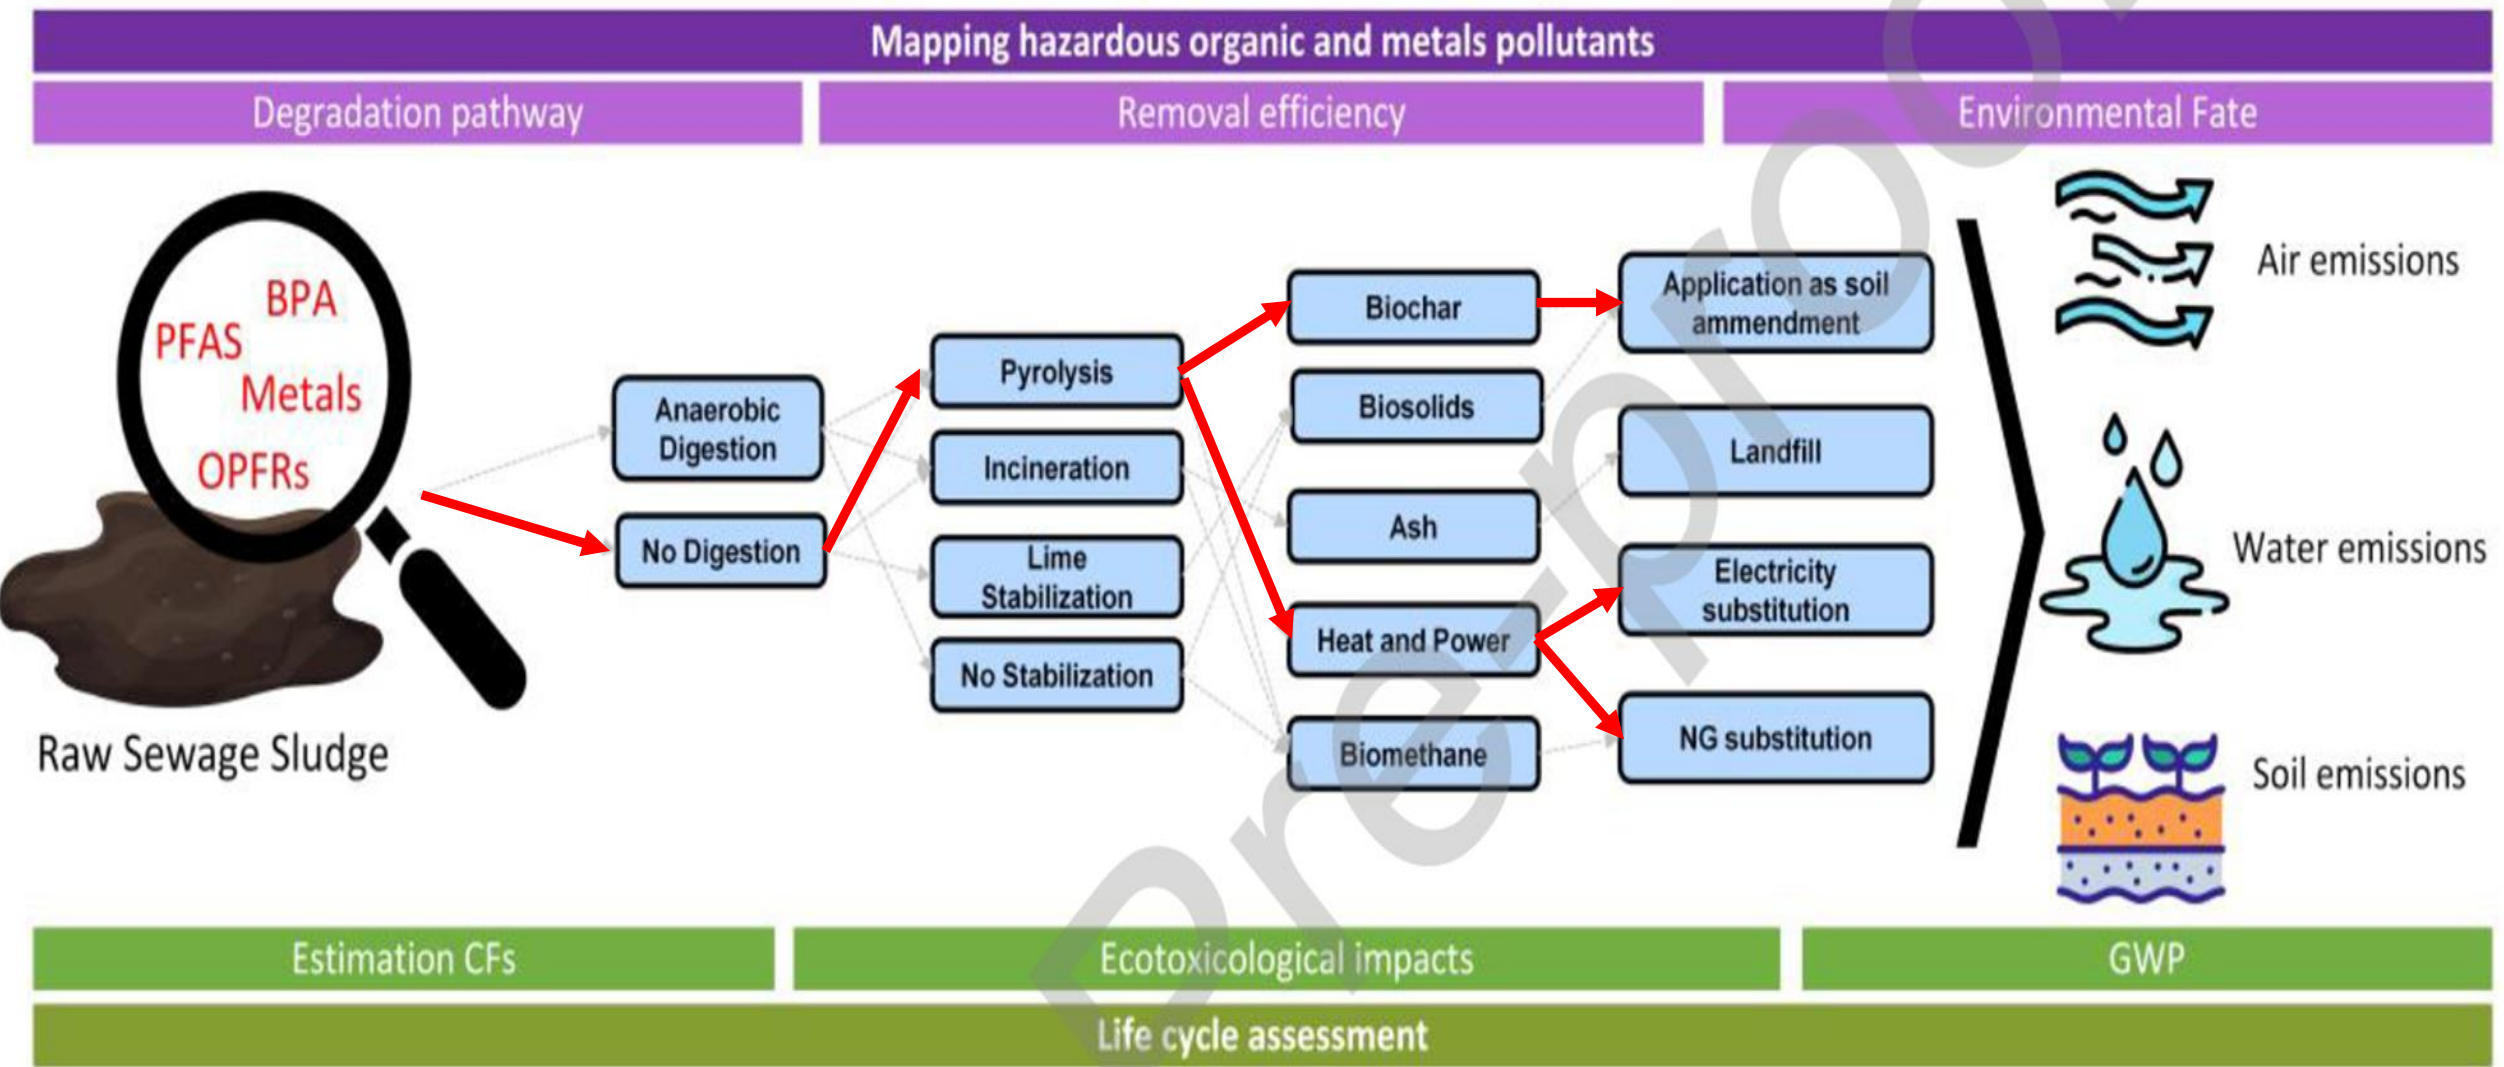 Mapping hazardous organic and metals pollutants
Degradation pathway
Removal efficiency
Environmental Fate
BPA
PFAS
Metals
OPFRs
Raw Sewage Sludge
Anaerobic
Digestion
No Digestion
Pyrolysis
Incineration
Lime
Stabilization
No Stabilization
Biochar
Biosolids
Ash
Heat and Power
Biomethane
Application as soil
ammendment
Landfill
Electricity
substitution
NG substitution
Air emissions
Water emissions
Soil emissions
Estimation CFs
Ecotoxicological impacts
GWP
Life cycle assessment
Pre-proo